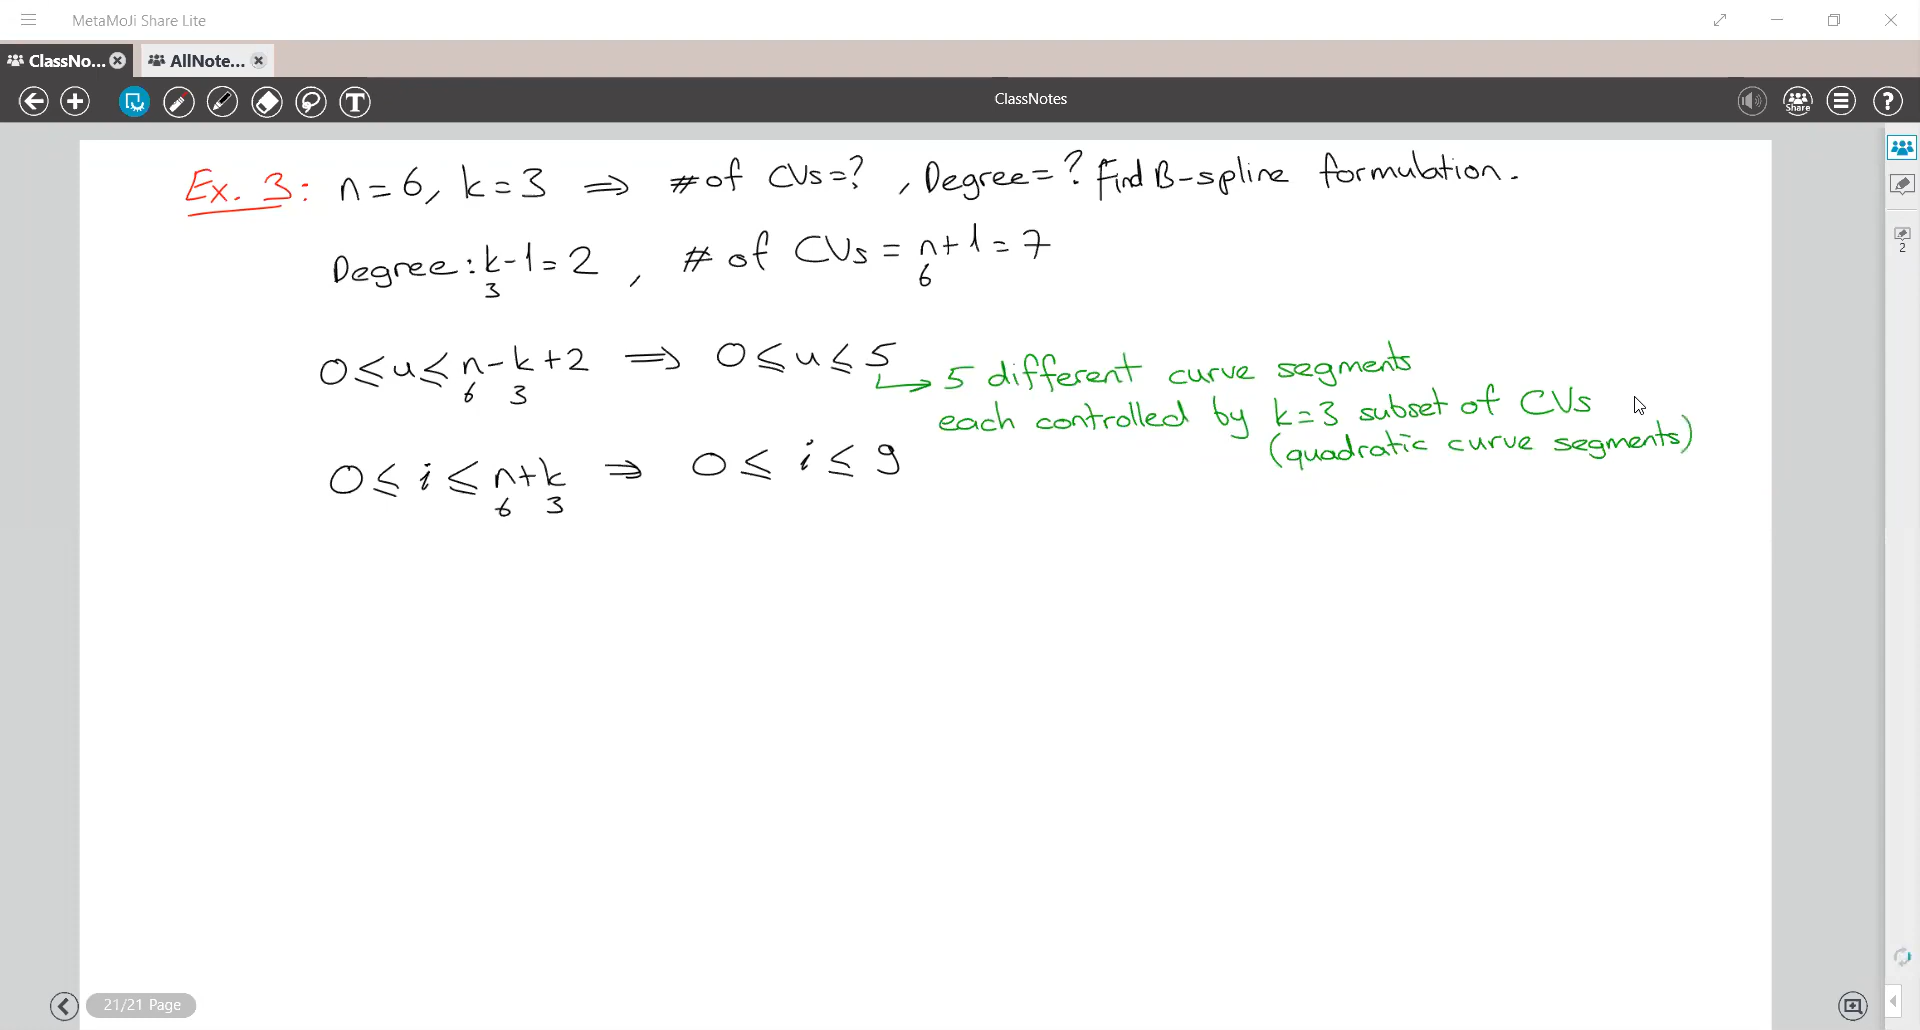 MetaMoJi Share Lite
ClassNo... AllNote...
T ClassNotes Share ?
Ex. 3: n=6, k=3 ⇒ # of CVs=? , Degree=? Find B-spline formulation.
Degree: k-1=2 , # of CVs = n+1=7
3 6
0≤u≤n-k+2 ⇒ 0≤u≤5
6 3
5 different curve segments
each controlled by k=3 subset of CVs
(quadratic curve segments)
0≤i≤n+k ⇒ 0≤i≤9
6 3
2
21/21 Page